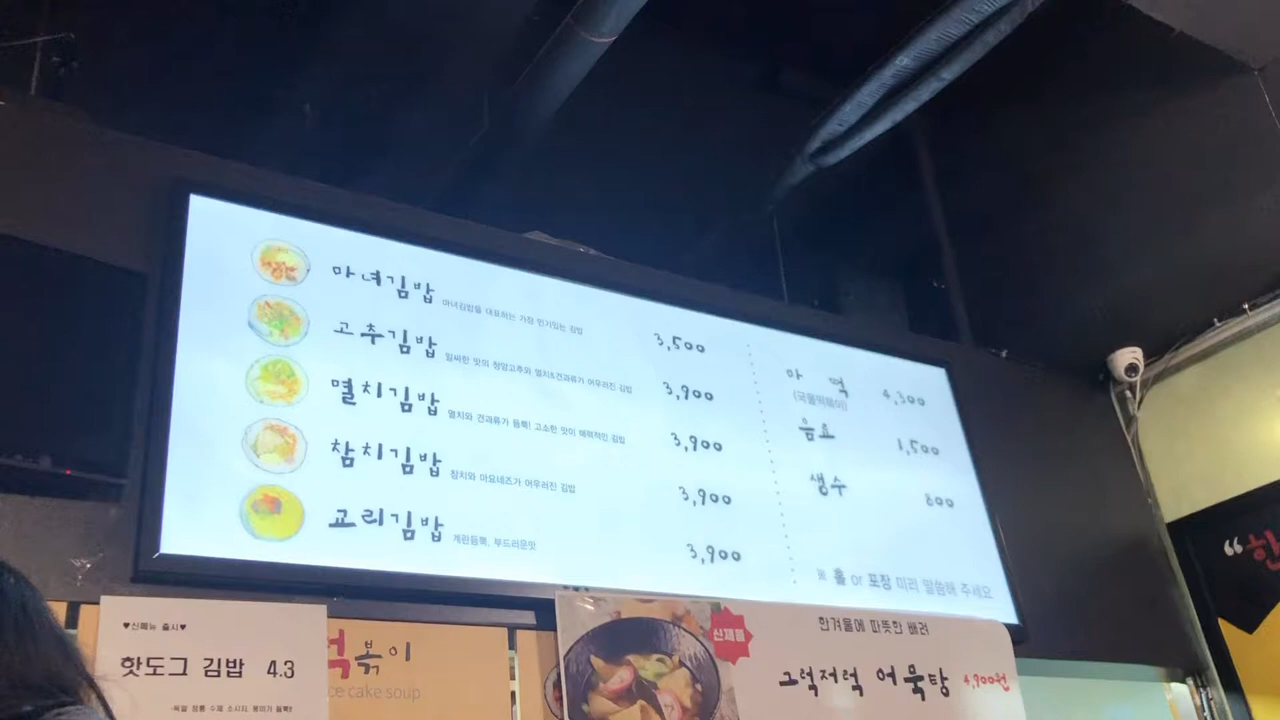 마녀김밥 마녀김밥을 대표하는 가장 인기있는 김밥 3,500
고추김밥 알싸한 맛의 청양고추와 멸치&견과류가 어우러진 김밥 3,900
멸치김밥 멸치와 견과류가 듬뿍! 고소한 맛이 매력적인 김밥 3,900
참치김밥 참치와 마요네즈가 어우러진 김밥 3,900
교리김밥 계란듬뿍, 부드러운맛 3,900
마 떡 4,300
(국물떡볶이)
음료 1,500
생수 800
※ 홀 or 포장 미리 말씀해 주세요
♥신메뉴 출시♥
핫도그 김밥 4.3
떡볶이
ce cake soup
신제품
한겨울에 따뜻한 배려
그럭저럭 어묵탕 4,900원
“한